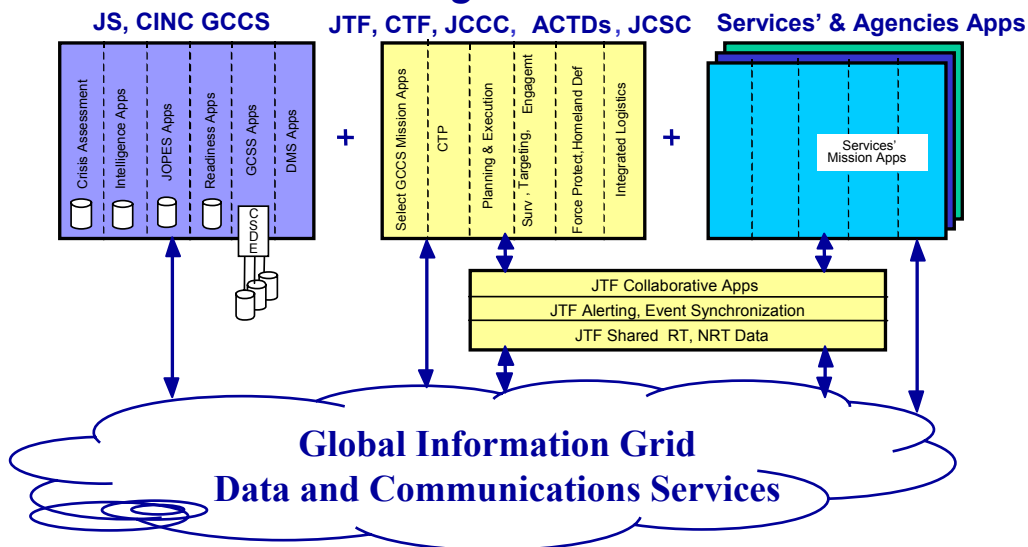 JS, CINC GCCS
JTF, CTF, JCCC, ACTDs , JCSC
Services’ & Agencies Apps
Crisis Assessment
Intelligence Apps
JOPES Apps
Readiness Apps
GCSS Apps
DMS Apps
CSDE
+
Select GCCS Mission Apps
CTP
Planning & Execution
Surv , Targeting, Engagemt
Force Protect,Homeland Def
Integrated Logistics
+
Services’
Mission Apps
JTF Collaborative Apps
JTF Alerting, Event Synchronization
JTF Shared RT, NRT Data
Global Information Grid
Data and Communications Services